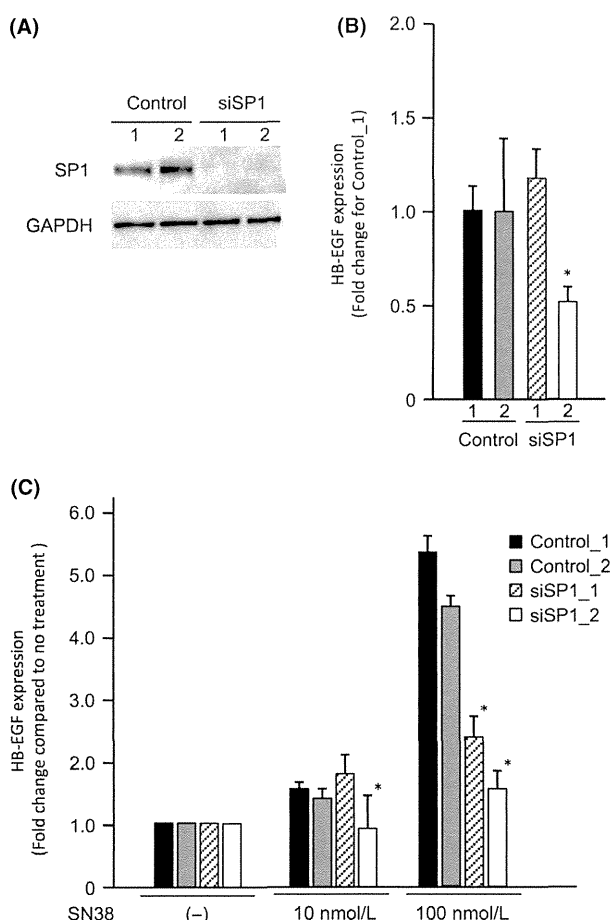 (A)
Control siSP1
1 2 1 2
SP1
GAPDH
(B)
HB-EGF expression
(Fold change for Control_1)
2.0
1.5
1.0
0.5
0
*
1 2 1 2
Control siSP1
(C)
HB-EGF expression
(Fold change compared to no treatment )
6.0
5.0
4.0
3.0
2.0
1.0
0
Control_1
Control_2
siSP1_1
siSP1_2
*
*
*
SN38 (–) 10 nmol/L 100 nmol/L